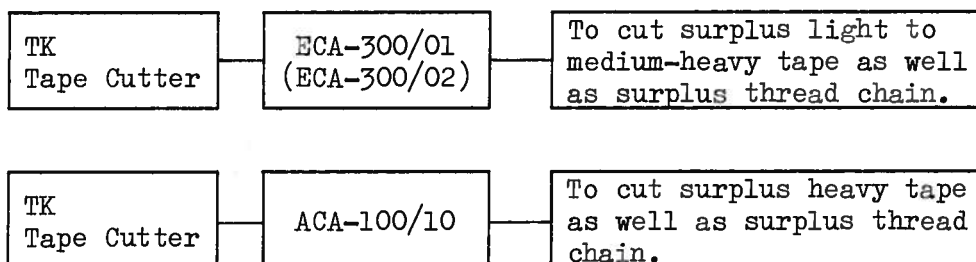 TK
Tape Cutter
ECA-300/01
(ECA-300/02)
To cut surplus light to
medium-heavy tape as well
as surplus thread chain.
TK
Tape Cutter
ACA-100/10
To cut surplus heavy tape
as well as surplus thread
chain.